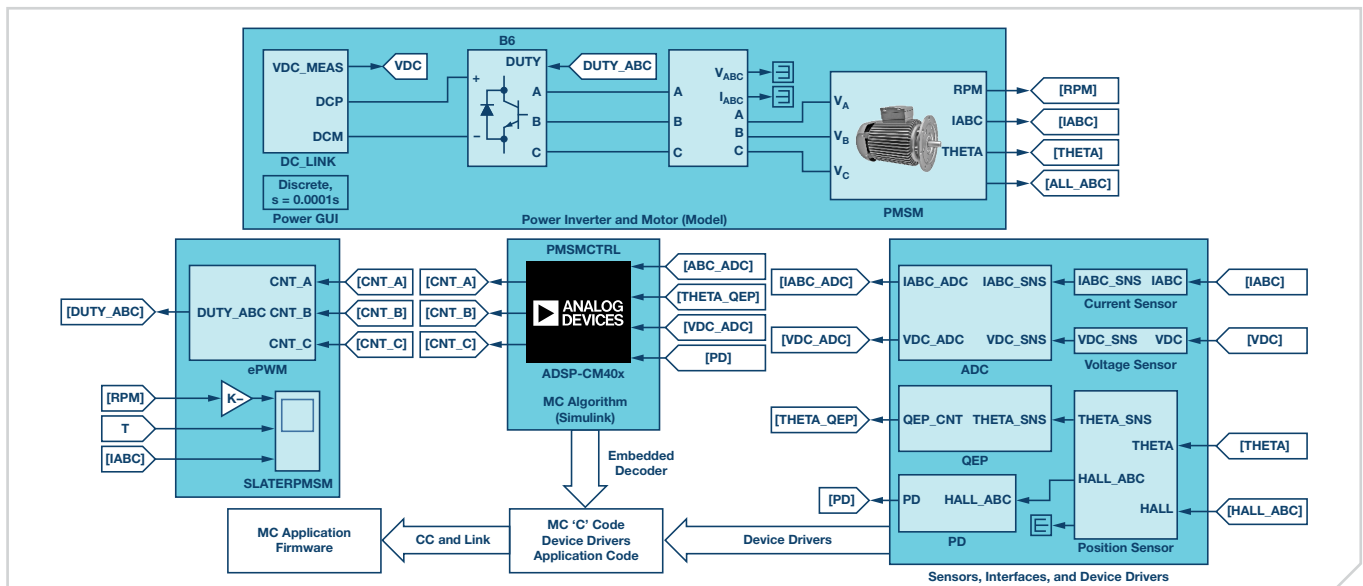 B6
VDC_MEAS
VDC
DUTY
DUTY_ABC
DCP
+
DCM
−
A
B
C
DC_LINK
Discrete,
s = 0.0001s
Power GUI
VABC
IABC
A
B
C
A
B
C
VA
VB
VC
RPM
IABC
THETA
PMSM
[RPM]
[IABC]
[THETA]
[ALL_ABC]
Power Inverter and Motor (Model)
[DUTY_ABC]
DUTY_ABC
CNT_A
CNT_B
CNT_C
ePWM
[CNT_A]
[CNT_B]
[CNT_C]
[CNT_A]
[CNT_B]
[CNT_C]
[RPM]
T
[IABC]
K–
SLATERPMSM
PMSMCTRL
ANALOG
DEVICES
ADSP-CM40x
MC Algorithm
(Simulink)
[ABC_ADC]
[THETA_QEP]
[VDC_ADC]
[PD]
[IABC_ADC]
[VDC_ADC]
IABC_ADC
IABC_SNS
VDC_ADC
VDC_SNS
ADC
IABC_SNS
IABC
Current Sensor
VDC_SNS
VDC
Voltage Sensor
[IABC]
[VDC]
[THETA_QEP]
QEP_CNT
THETA_SNS
QEP
[PD]
PD
HALL_ABC
PD
THETA_SNS
THETA
HALL_ABC
HALL
Position Sensor
[THETA]
[HALL_ABC]
Sensors, Interfaces, and Device Drivers
Embedded
Decoder
MC Application
Firmware
CC and Link
MC ‘C’ Code
Device Drivers
Application Code
Device Drivers